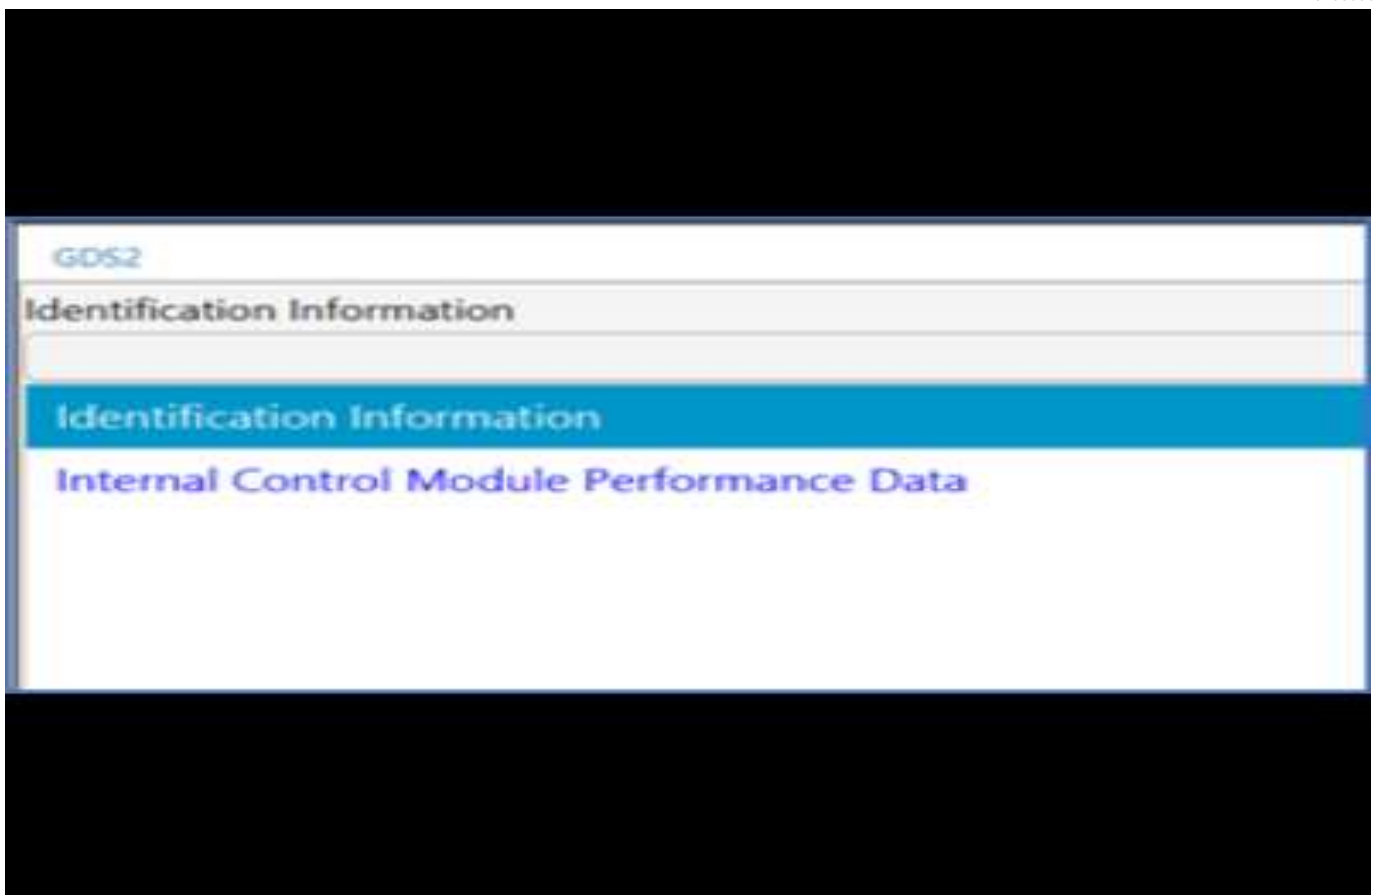 GDS2
Identification Information
Identification Information
Internal Control Module Performance Data